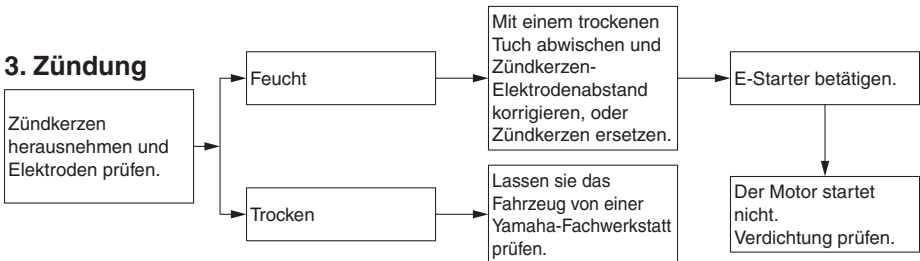 3. Zündung
Zündkerzen
herausnehmen und
Elektroden prüfen.
Feucht
Mit einem trockenen
Tuch abwischen und
Zündkerzen-
Elektrodenabstand
korrigieren, oder
Zündkerzen ersetzen.
E-Starter betätigen.
Der Motor startet
nicht.
Verdichtung prüfen.
Trocken
Lassen sie das
Fahrzeug von einer
Yamaha-Fachwerkstatt
prüfen.